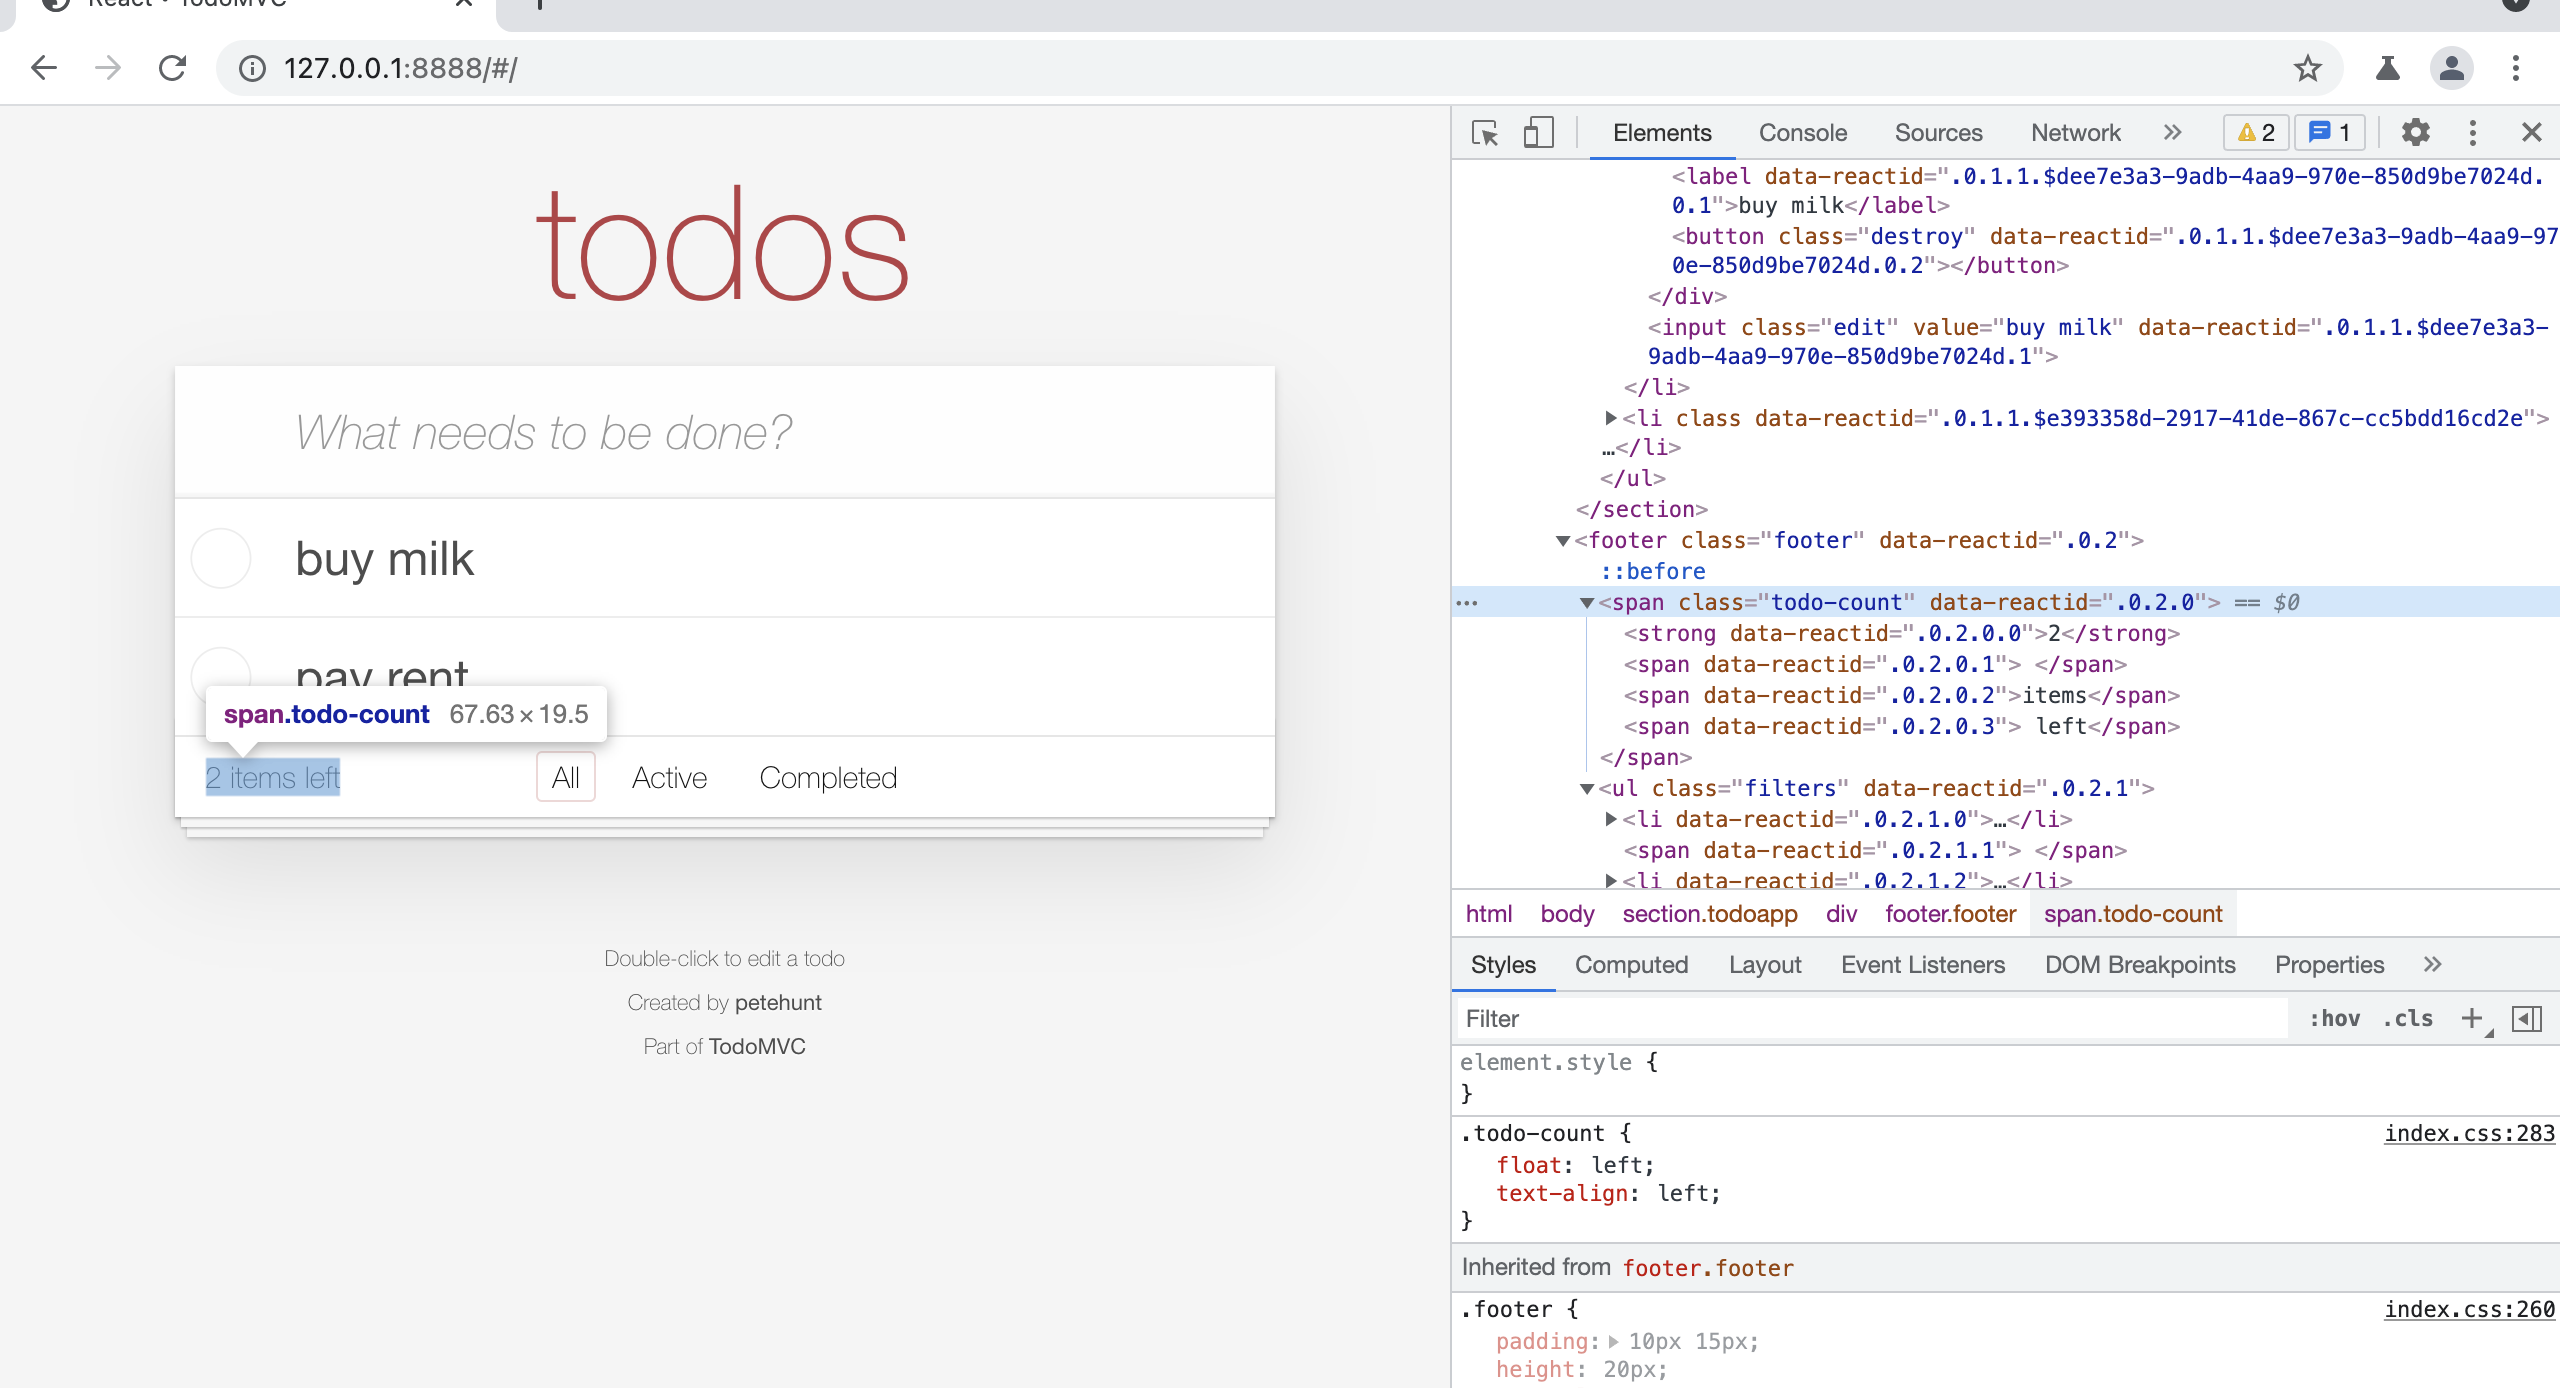 React • TodoMVC
127.0.0.1:8888/#/
todos
What needs to be done?
buy milk
pay rent
span.todo-count 67.63 × 19.5
2 items left All Active Completed
Double-click to edit a todo
Created by petehunt
Part of TodoMVC
Elements Console Sources Network » 2 1
<label data-reactid=".0.1.1.$dee7e3a3-9adb-4aa9-970e-850d9be7024d.
0.1">buy milk</label>
<button class="destroy" data-reactid=".0.1.1.$dee7e3a3-9adb-4aa9-97
0e-850d9be7024d.0.2"></button>
</div>
<input class="edit" value="buy milk" data-reactid=".0.1.1.$dee7e3a3-
9adb-4aa9-970e-850d9be7024d.1">
</li>
<li class data-reactid=".0.1.1.$e393358d-2917-41de-867c-cc5bdd16cd2e">
…</li>
</ul>
</section>
<footer class="footer" data-reactid=".0.2">
::before
<span class="todo-count" data-reactid=".0.2.0"> == $0
<strong data-reactid=".0.2.0.0">2</strong>
<span data-reactid=".0.2.0.1"> </span>
<span data-reactid=".0.2.0.2">items</span>
<span data-reactid=".0.2.0.3"> left</span>
</span>
<ul class="filters" data-reactid=".0.2.1">
<li data-reactid=".0.2.1.0">…</li>
<span data-reactid=".0.2.1.1"> </span>
<li data-reactid=".0.2.1.2">…</li>
html body section.todoapp div footer.footer span.todo-count
Styles Computed Layout Event Listeners DOM Breakpoints Properties »
Filter :hov .cls +
element.style {
}
.todo-count { index.css:283
float: left;
text-align: left;
}
Inherited from footer.footer
.footer { index.css:260
padding: 10px 15px;
height: 20px;